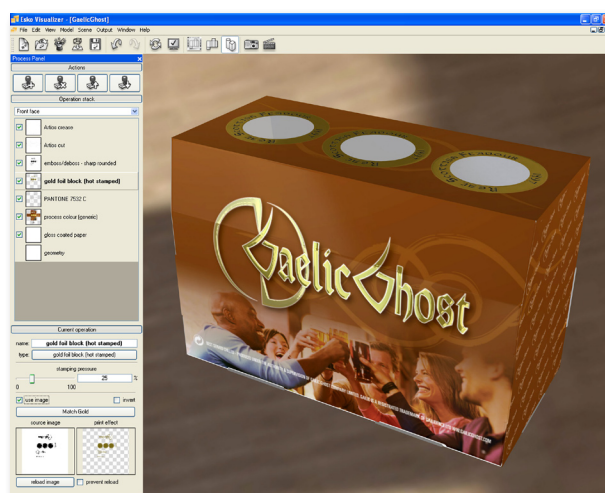 Esko Visualizer - [GaelicGhost]
File Edit View Model Scene Output Window Help
Process Panel
Actions
Operation stack
Front face
Artios crease
Artios cut
emboss/deboss - sharp rounded
gold foil block (hot stamped)
PANTONE 7532 C
process colour (generic)
gloss coated paper
geometry
Current operation
name: gold foil block (hot stamped)
type: gold foil block (hot stamped)
stamping pressure
25 %
0 100
use image invert
Match Gold
source image print effect
reload image prevent reload
GaelicGhost